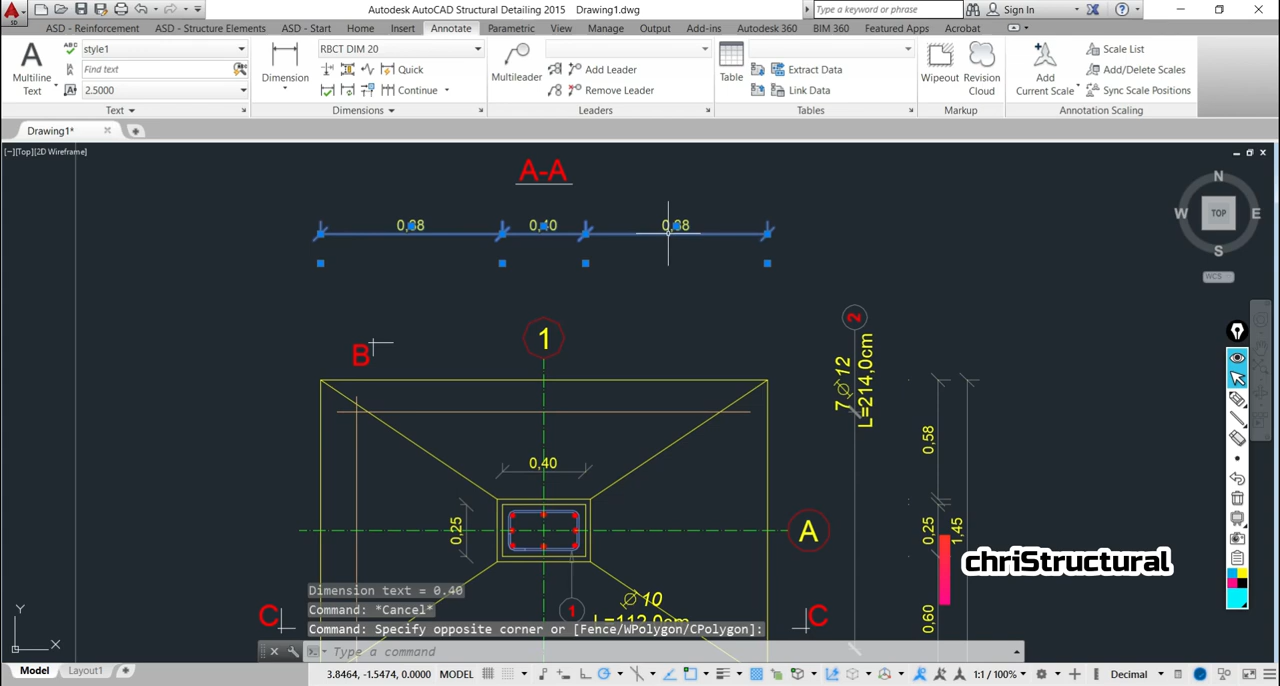 Autodesk AutoCAD Structural Detailing 2015 Drawing1.dwg
Type a keyword or phrase
Sign In
SD
ASD - Reinforcement
ASD - Structure Elements
ASD - Start
Home
Insert
Annotate
Parametric
View
Manage
Output
Add-ins
Autodesk 360
BIM 360
Featured Apps
Acrobat
Multiline
Text
ABC
style1
Find text
2.5000
Text
Dimension
RBCT DIM 20
Quick
Continue
Dimensions
Multileader
Add Leader
Remove Leader
Leaders
Table
Extract Data
Link Data
Tables
Wipeout
Revision
Cloud
Markup
Add
Current Scale
Scale List
Add/Delete Scales
Sync Scale Positions
Annotation Scaling
Drawing1*
[−][Top][2D Wireframe]
A-A
0,40
N
W
TOP
E
S
WCS
B
1
2
7 ⌀ 12
L=214,0cm
0,58
0,40
0,25
A
0,25
1,45
chriStructural
0,60
C
1
⌀ 10
L=112,0cm
C
Dimension text = 0.40
Command: *Cancel*
Command: Specify opposite corner or [Fence/WPolygon/CPolygon]:
Type a command
Y
X
Model
Layout1
3.8464, -1.5474, 0.0000
MODEL
1:1 / 100%
Decimal